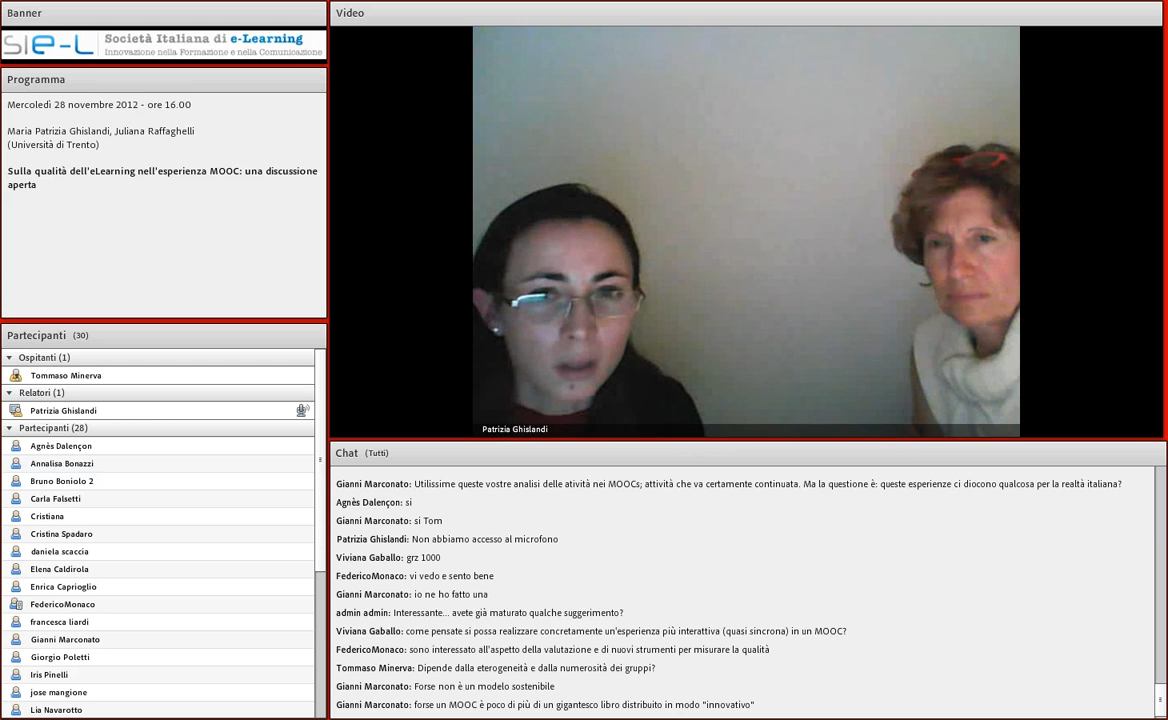 Banner
sie-L Società Italiana di e-Learning
Innovazione nella Formazione e nella Comunicazione
Programma
Mercoledì 28 novembre 2012 - ore 16.00
Maria Patrizia Ghislandi, Juliana Raffaghelli
(Università di Trento)
Sulla qualità dell'eLearning nell'esperienza MOOC: una discussione
aperta
Partecipanti (30)
Ospitanti (1)
Tommaso Minerva
Relatori (1)
Patrizia Ghislandi
Partecipanti (28)
Agnès Dalençon
Annalisa Bonazzi
Bruno Boniolo 2
Carla Falsetti
Cristiana
Cristina Spadaro
daniela scaccia
Elena Caldirola
Enrica Caprioglio
FedericoMonaco
francesca liardi
Gianni Marconato
Giorgio Poletti
Iris Pinelli
jose mangione
Lia Navarotto
Video
Patrizia Ghislandi
Chat (Tutti)
Gianni Marconato: Utilissime queste vostre analisi delle atività nei MOOCs; attività che va certamente continuata. Ma la questione è: queste esperienze ci diocono qualcosa per la realtà italiana?
Agnès Dalençon: si
Gianni Marconato: si Tom
Patrizia Ghislandi: Non abbiamo accesso al microfono
Viviana Gaballo: grz 1000
FedericoMonaco: vi vedo e sento bene
Gianni Marconato: io ne ho fatto una
admin admin: Interessante... avete già maturato qualche suggerimento?
Viviana Gaballo: come pensate si possa realizzare concretamente un'esperienza più interattiva (quasi sincrona) in un MOOC?
FedericoMonaco: sono interessato all'aspetto della valutazione e di nuovi strumenti per misurare la qualità
Tommaso Minerva: Dipende dalla eterogeneità e dalla numerosità dei gruppi?
Gianni Marconato: Forse non è un modelo sostenibile
Gianni Marconato: forse un MOOC è poco di più di un gigantesco libro distribuito in modo "innovativo"